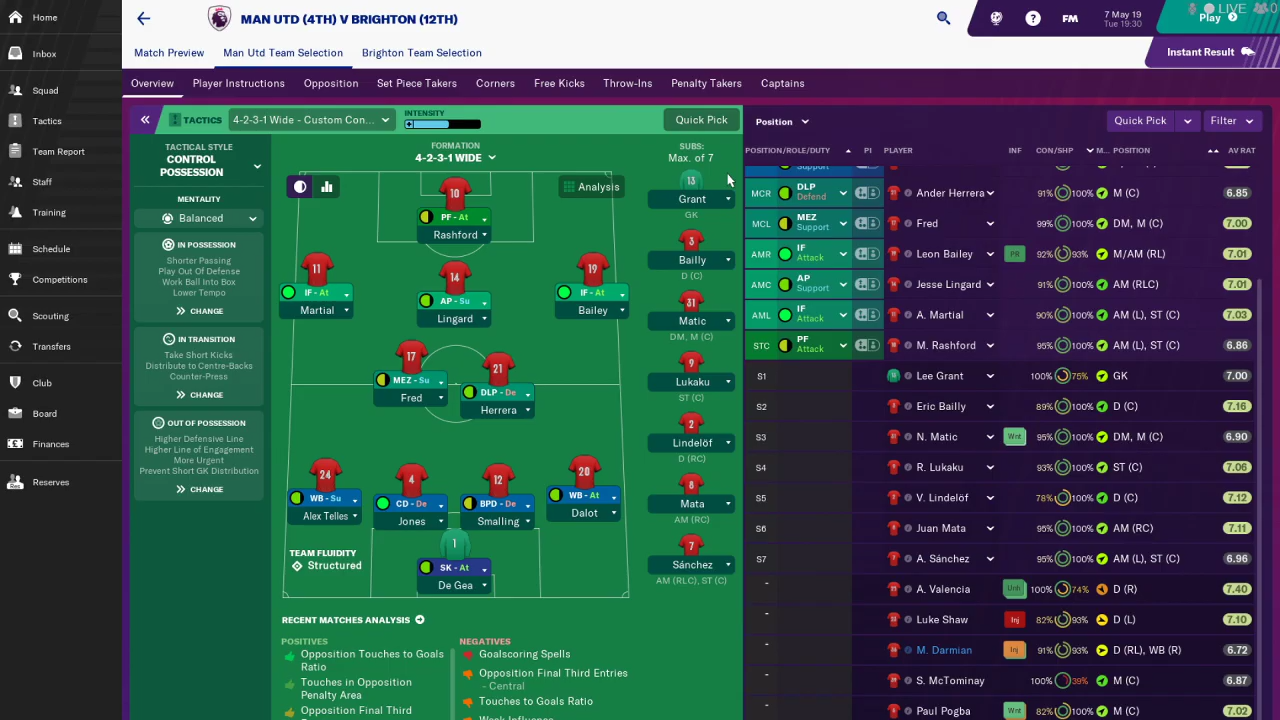 Home
Inbox
Squad
Tactics
Team Report
Staff
Training
Schedule
Competitions
Scouting
Transfers
Club
Board
Finances
Reserves
MAN UTD (4TH) V BRIGHTON (12TH)
FM
7 May 19
Tue 19:30
LIVE 0
Play
Instant Result
Match Preview Man Utd Team Selection Brighton Team Selection
Overview Player Instructions Opposition Set Piece Takers Corners Free Kicks Throw-Ins Penalty Takers Captains
TACTICS 4-2-3-1 Wide - Custom Con...
INTENSITY
Quick Pick
TACTICAL STYLE
CONTROL
POSSESSION
MENTALITY
Balanced
IN POSSESSION
Shorter Passing
Play Out Of Defense
Work Ball Into Box
Lower Tempo
CHANGE
IN TRANSITION
Take Short Kicks
Distribute to Centre-Backs
Counter-Press
CHANGE
OUT OF POSSESSION
Higher Defensive Line
Higher Line of Engagement
More Urgent
Prevent Short GK Distribution
CHANGE
FORMATION
4-2-3-1 WIDE
Analysis
10
PF - At
Rashford
11
IF - At
Martial
14
AP - Su
Lingard
19
IF - At
Bailey
17
MEZ - Su
Fred
21
DLP - De
Herrera
24
WB - Su
Alex Telles
4
CD - De
Jones
12
BPD - De
Smalling
20
WB - At
Dalot
1
SK - At
De Gea
TEAM FLUIDITY
Structured
SUBS:
Max. of 7
13
Grant
GK
3
Bailly
D (C)
31
Matic
DM, M (C)
9
Lukaku
ST (C)
2
Lindelöf
D (RC)
8
Mata
AM (RC)
7
Sánchez
AM (RLC), ST (C)
RECENT MATCHES ANALYSIS
POSITIVES
Opposition Touches to Goals
Ratio
Touches in Opposition
Penalty Area
Opposition Final Third
NEGATIVES
Goalscoring Spells
Opposition Final Third Entries
- Central
Touches to Goals Ratio
Weak Influence
Position
Quick Pick
Filter
POSITION/ROLE/DUTY PI PLAYER INF CON/SHP M... POSITION AV RAT
Support
MCR DLP Defend Ander Herrera 91% 100% M (C) 6.85
MCL MEZ Support Fred 99% 100% DM, M (C) 7.00
AMR IF Attack Leon Bailey PR 92% 93% M/AM (RL) 7.01
AMC AP Support Jesse Lingard 91% 100% AM (RLC)
AML IF Attack A. Martial 90% 100% AM (L), ST (C) 7.03
STC PF Attack M. Rashford 95% 100% AM (L), ST (C) 6.86
S1 Lee Grant 100% 75% GK 7.00
S2 Eric Bailly 89% 100% D (C) 7.16
S3 N. Matic Wnt 95% 100% DM, M (C) 6.90
S4 R. Lukaku 93% 100% ST (C) 7.06
S5 V. Lindelöf 78% 100% D (C) 7.12
S6 Juan Mata 95% 100% AM (RC) 7.11
S7 A. Sánchez 95% 100% AM (L), ST (C) 6.96
- A. Valencia Unh 100% 74% D (R) 7.40
- Luke Shaw Inj 82% 93% D (L) 7.10
- M. Darmian Inj 91% 93% D (RL), WB (R) 6.72
- S. McTominay 100% 39% M (C) 6.87
- Paul Pogba Wnt 82% 100% M (C) 7.02